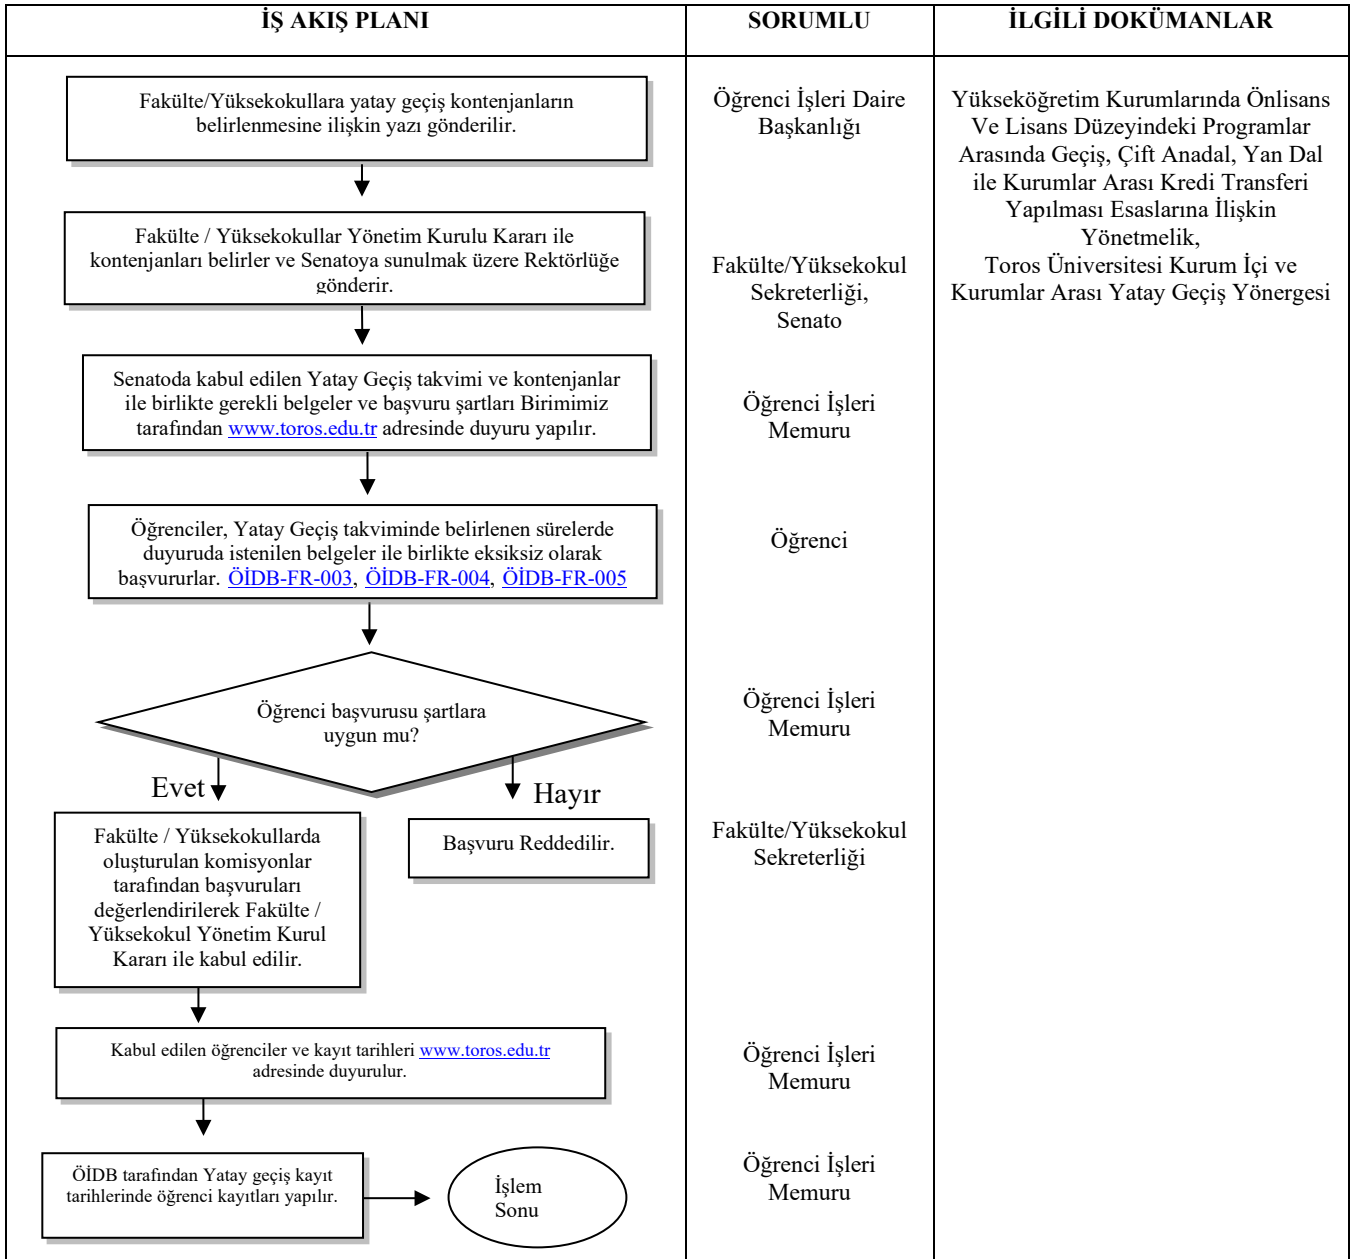 İŞ AKIŞ PLANI
SORUMLU
İLGİLİ DOKÜMANLAR
Fakülte/Yüksekokullara yatay geçiş kontenjanların
belirlenmesine ilişkin yazı gönderilir.
Öğrenci İşleri Daire
Başkanlığı
Yükseköğretim Kurumlarında Önlisans
Ve Lisans Düzeyindeki Programlar
Arasında Geçiş, Çift Anadal, Yan Dal
ile Kurumlar Arası Kredi Transferi
Yapılması Esaslarına İlişkin
Yönetmelik,
Toros Üniversitesi Kurum İçi ve
Kurumlar Arası Yatay Geçiş Yönergesi
Fakülte / Yüksekokullar Yönetim Kurulu Kararı ile
kontenjanları belirler ve Senatoya sunulmak üzere Rektörlüğe
gönderir.
Fakülte/Yüksekokul
Sekreterliği,
Senato
Senatoda kabul edilen Yatay Geçiş takvimi ve kontenjanlar
ile birlikte gerekli belgeler ve başvuru şartları Birimimiz
tarafından www.toros.edu.tr adresinde duyuru yapılır.
Öğrenci İşleri
Memuru
Öğrenciler, Yatay Geçiş takviminde belirlenen sürelerde
duyuruda istenilen belgeler ile birlikte eksiksiz olarak
başvururlar. ÖİDB-FR-003, ÖİDB-FR-004, ÖİDB-FR-005
Öğrenci
Öğrenci başvurusu şartlara
uygun mu?
Öğrenci İşleri
Memuru
Evet
Hayır
Fakülte / Yüksekokullarda
oluşturulan komisyonlar
tarafından başvuruları
değerlendirilerek Fakülte /
Yüksekokul Yönetim Kurul
Kararı ile kabul edilir.
Başvuru Reddedilir.
Fakülte/Yüksekokul
Sekreterliği
Kabul edilen öğrenciler ve kayıt tarihleri www.toros.edu.tr
adresinde duyurulur.
Öğrenci İşleri
Memuru
ÖİDB tarafından Yatay geçiş kayıt
tarihlerinde öğrenci kayıtları yapılır.
İşlem
Sonu
Öğrenci İşleri
Memuru